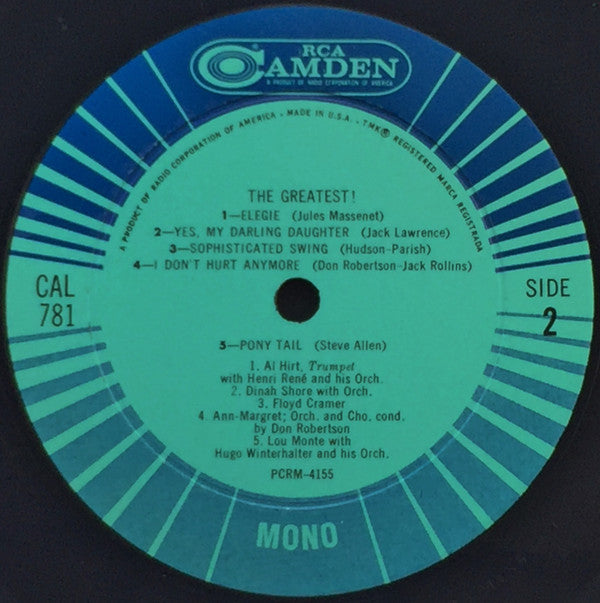 RCA
CAMDEN
A PRODUCT OF RADIO CORPORATION OF AMERICA
A PRODUCT OF RADIO CORPORATION OF AMERICA • MADE IN U.S.A. • TMK® REGISTERED MARCA REGISTRADA
THE GREATEST!
1—ELEGIE (Jules Massenet)
2—YES, MY DARLING DAUGHTER (Jack Lawrence)
3—SOPHISTICATED SWING (Hudson-Parish)
4—I DON'T HURT ANYMORE (Don Robertson-Jack Rollins)
CAL
781
SIDE
2
5—PONY TAIL (Steve Allen)
1. Al Hirt, Trumpet
with Henri René and his Orch.
2. Dinah Shore with Orch.
3. Floyd Cramer
4. Ann-Margret; Orch. and Cho. cond.
by Don Robertson
5. Lou Monte with
Hugo Winterhalter and his Orch.
PCRM-4155
MONO